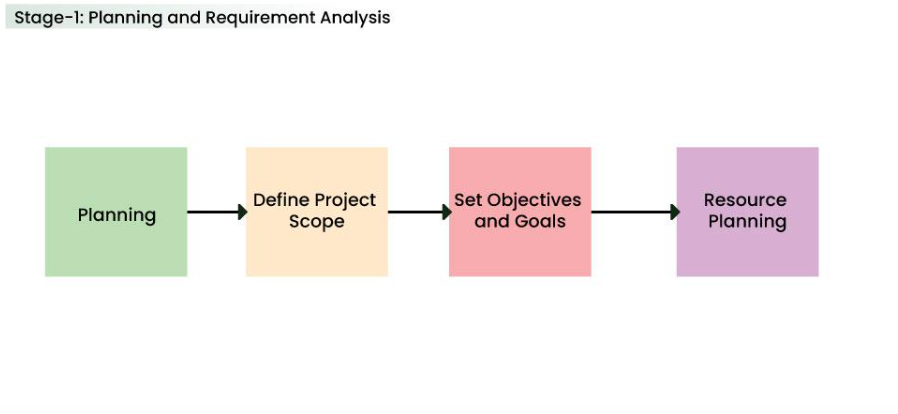 Stage-1: Planning and Requirement Analysis
Planning
Define Project
Scope
Set Objectives
and Goals
Resource
Planning